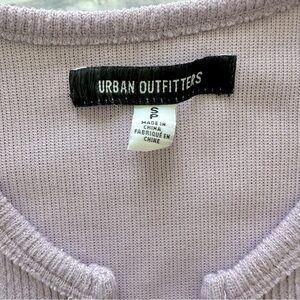 URBAN OUTFITTERS
S
P
MADE IN
CHINA
FABRIQUÉ EN
CHINE